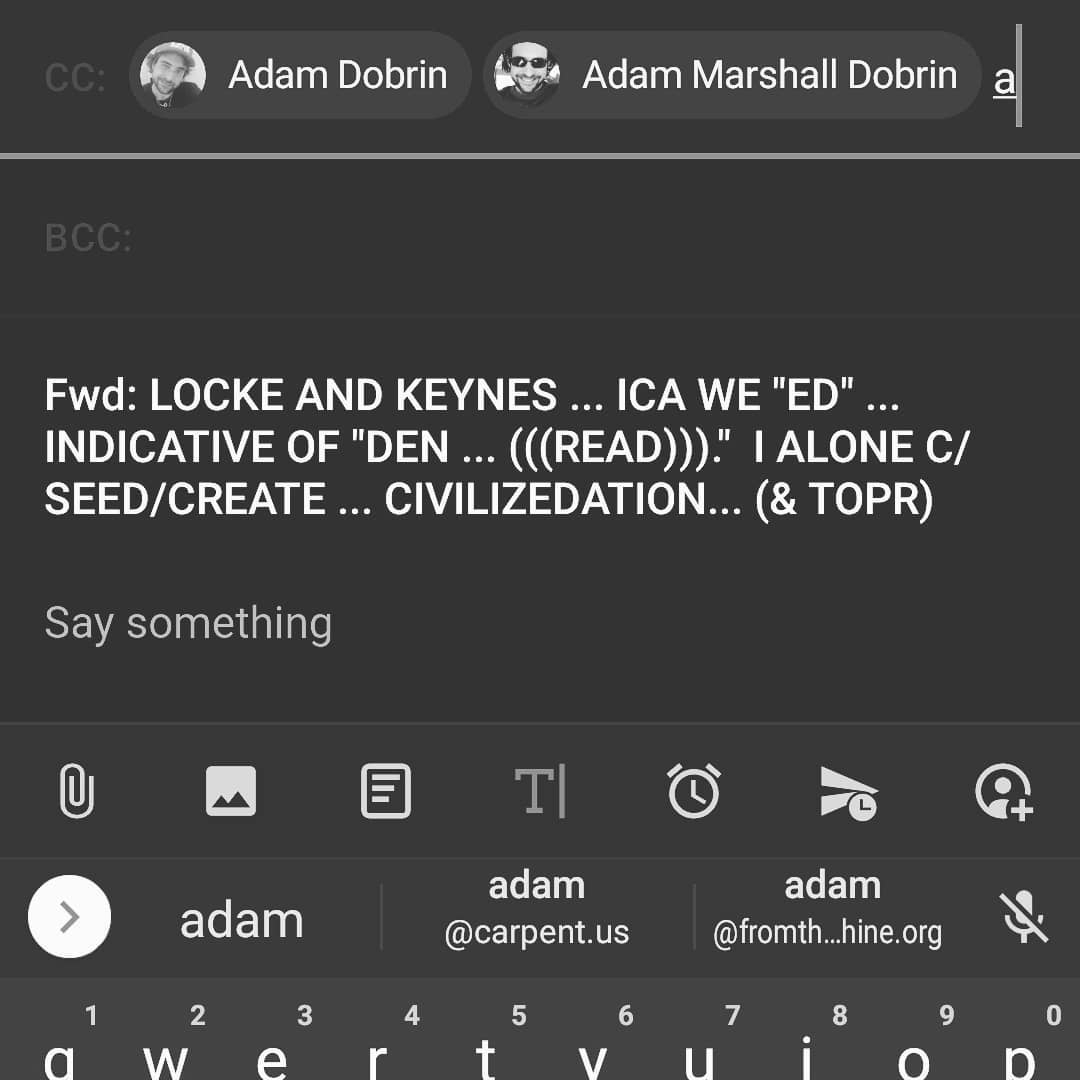 CC: Adam Dobrin Adam Marshall Dobrin a
BCC:
Fwd: LOCKE AND KEYNES ... ICA WE "ED" ...
INDICATIVE OF "DEN ... (((READ)))."  I ALONE C/
SEED/CREATE ... CIVILIZEDATION... (& TOPR)
Say something
T
adam adam adam
@carpent.us @fromth...hine.org
1 2 3 4 5 6 7 8 9 0
q w e r t y u i o p